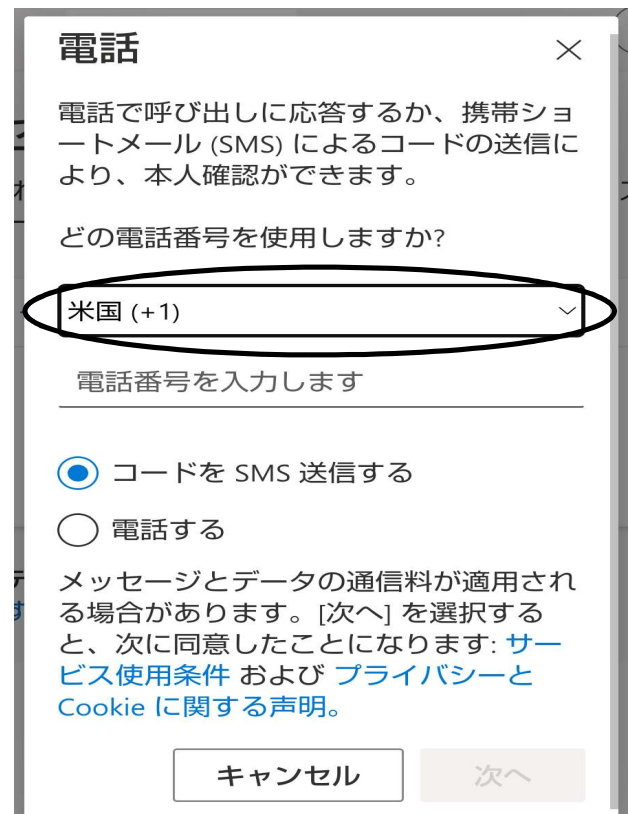 電話
電話で呼び出しに応答するか、携帯ショ
ートメール (SMS) によるコードの送信に
より、本人確認ができます。
どの電話番号を使用しますか?
米国 (+1)
電話番号を入力します
コードを SMS 送信する
電話する
メッセージとデータの通信料が適用され
る場合があります。[次へ] を選択する
と、次に同意したことになります: サー
ビス使用条件 および プライバシーと
Cookie に関する声明。
キャンセル
次へ